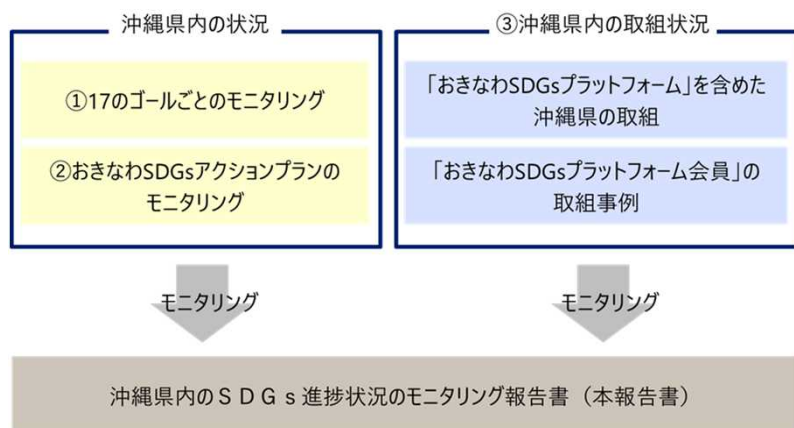 沖縄県内の状況
①17のゴールごとのモニタリング
②おきなわSDGsアクションプランの
モニタリング
③沖縄県内の取組状況
「おきなわSDGsプラットフォーム」を含めた
沖縄県の取組
「おきなわSDGsプラットフォーム会員」の
取組事例
モニタリング
モニタリング
沖縄県内のＳＤＧｓ進捗状況のモニタリング報告書（本報告書）